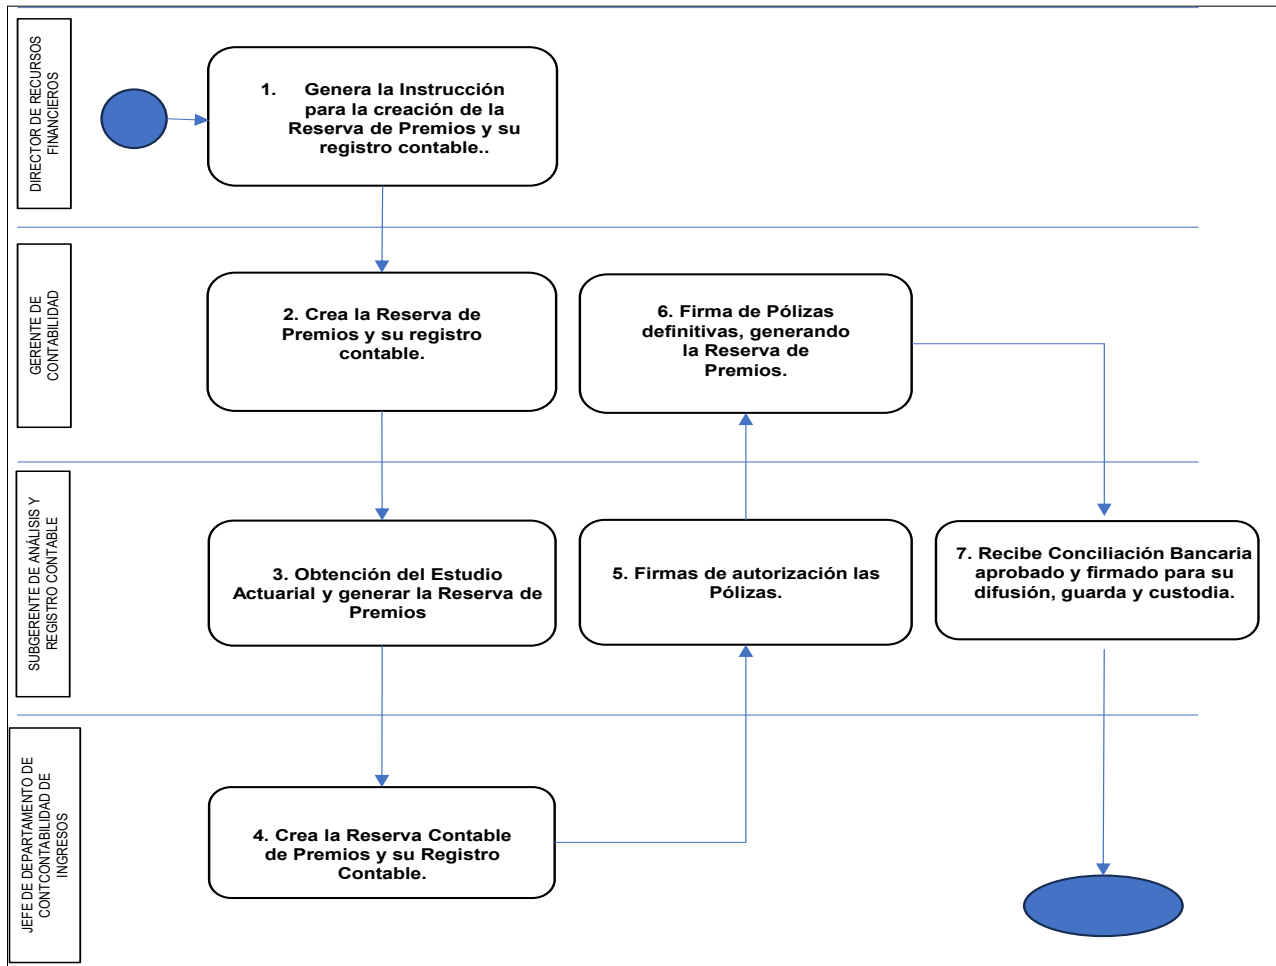 DIRECTOR DE RECURSOS
FINANCIEROS
1. Genera la Instrucción
para la creación de la
Reserva de Premios y su
registro contable..
GERENTE DE
CONTABILIDAD
2. Crea la Reserva de
Premios y su registro
contable.
6. Firma de Pólizas
definitivas, generando
la Reserva de
Premios.
SUBGERENTE DE ANÁLISIS Y
REGISTRO CONTABLE
3. Obtención del Estudio
Actuarial y generar la Reserva de
Premios
5. Firmas de autorización las
Pólizas.
7. Recibe Conciliación Bancaria
aprobado y firmado para su
difusión, guarda y custodia.
JEFE DE DEPARTAMENTO DE
CONTCONTABILIDAD DE
INGRESOS
4. Crea la Reserva Contable
de Premios y su Registro
Contable.